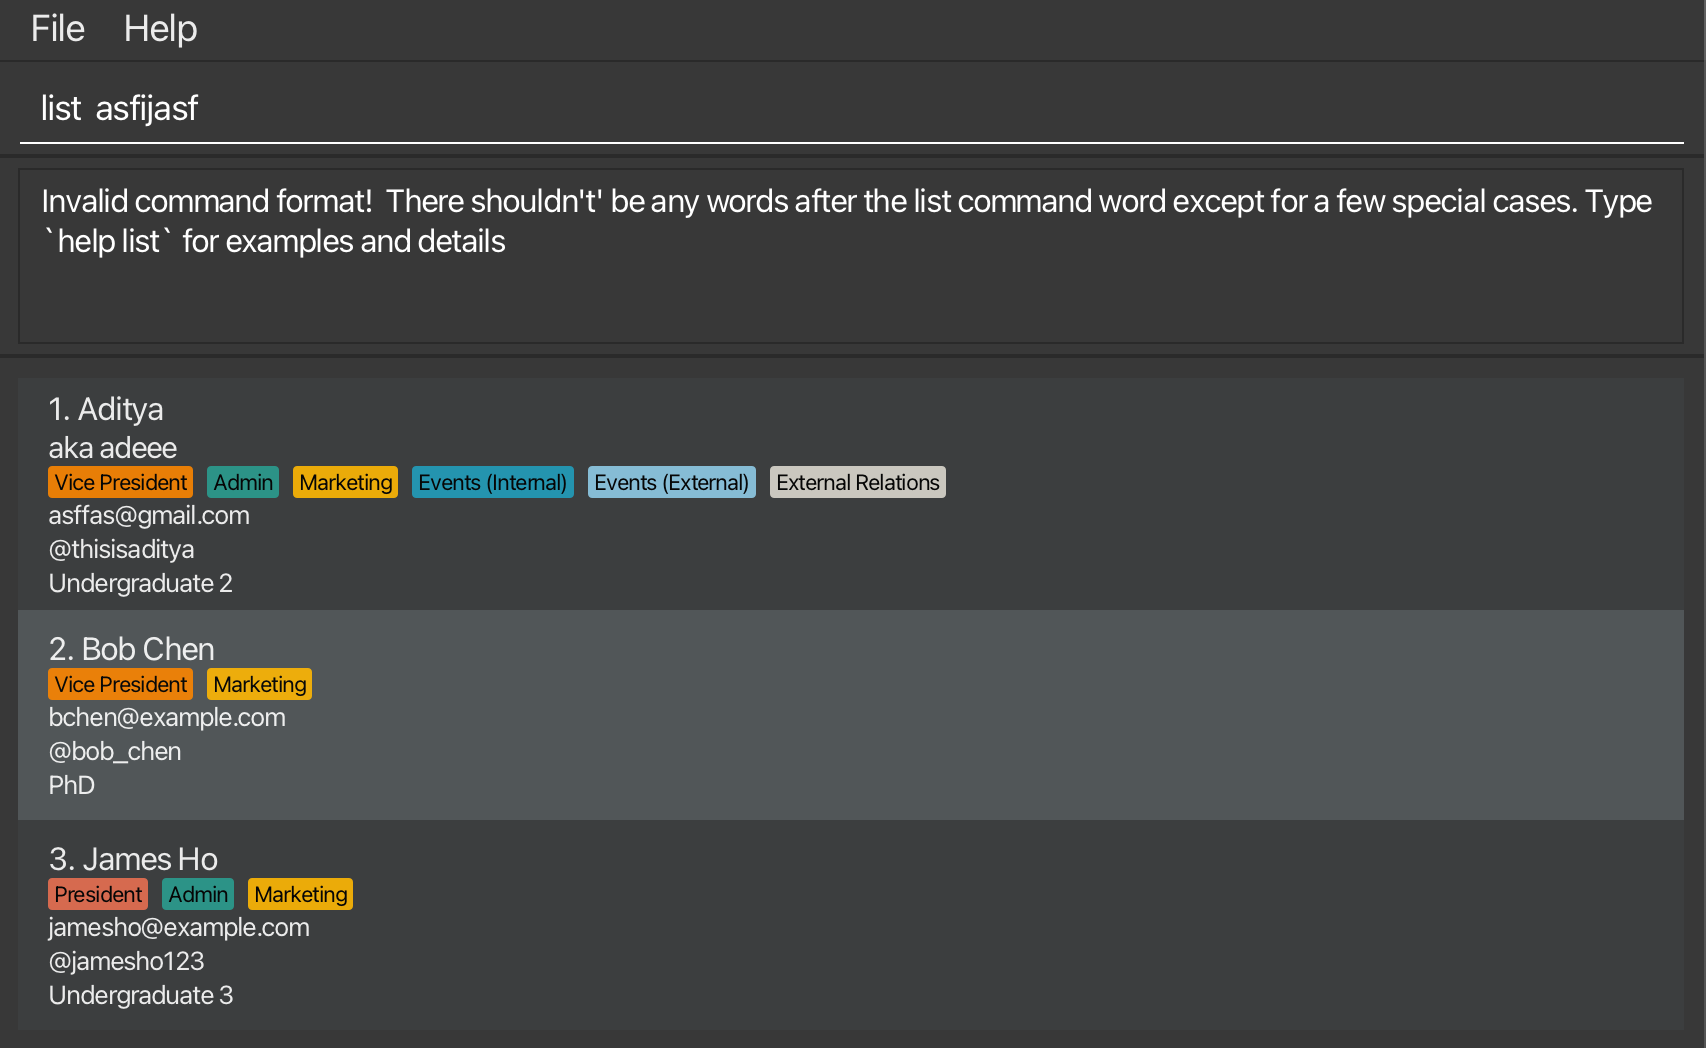 File Help
list  asfijasf
Invalid command format!  There shouldn't' be any words after the list command word except for a few special cases. Type
`help list` for examples and details
1. Aditya
aka adeee
Vice President Admin Marketing Events (Internal) Events (External) External Relations
asffas@gmail.com
@thisisaditya
Undergraduate 2
2. Bob Chen
Vice President Marketing
bchen@example.com
@bob_chen
PhD
3. James Ho
President Admin Marketing
jamesho@example.com
@jamesho123
Undergraduate 3